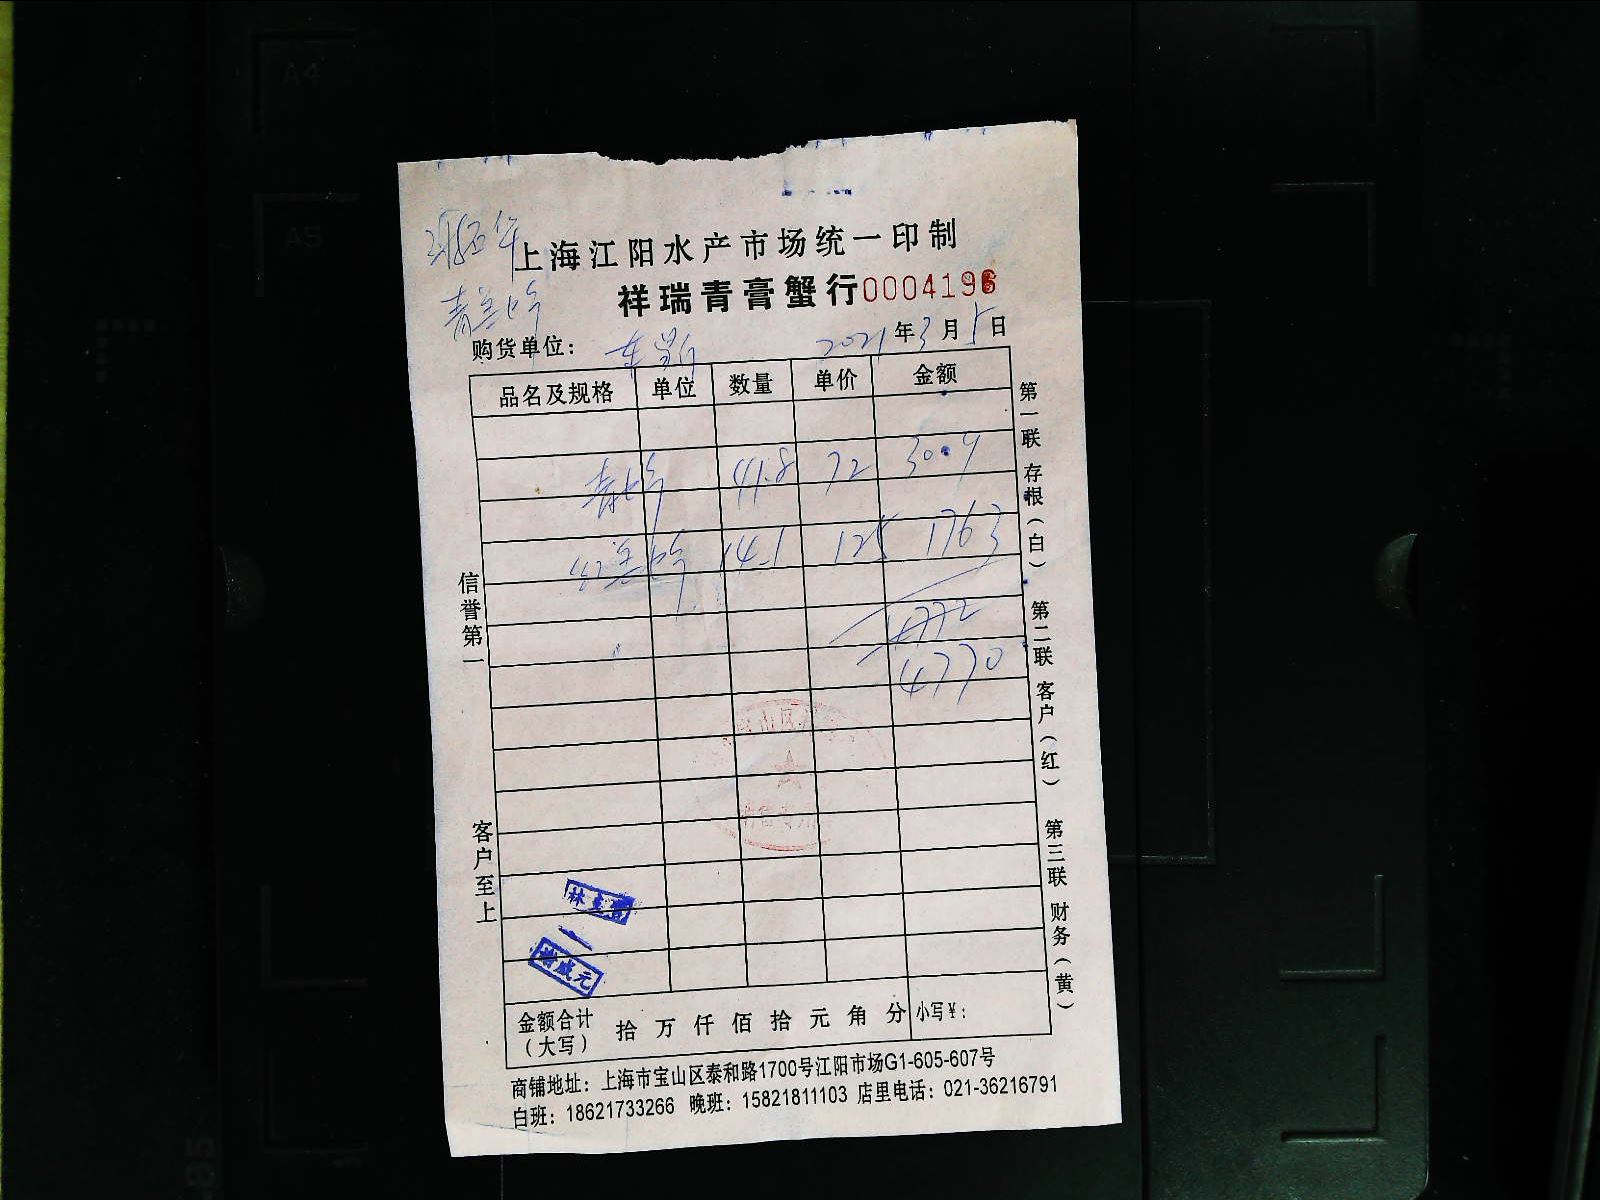 上海江阳水产市场统一印制
祥瑞青膏蟹行 0004196
购货单位： 2021年3月5日
品名及规格 单位 数量 单价 金额
41.8 72 3009
14.1 125 1763
4772
4770
信誉第一
客户至上
第一联 存根（白） 第二联 客户（红） 第三联 财务（黄）
金额合计（大写） 拾 万 仟 佰 拾 元 角 分 小写￥：
商铺地址：上海市宝山区泰和路1700号江阳市场G1-605-607号
白班：18621733266 晚班：15821811103 店里电话：021-36216791